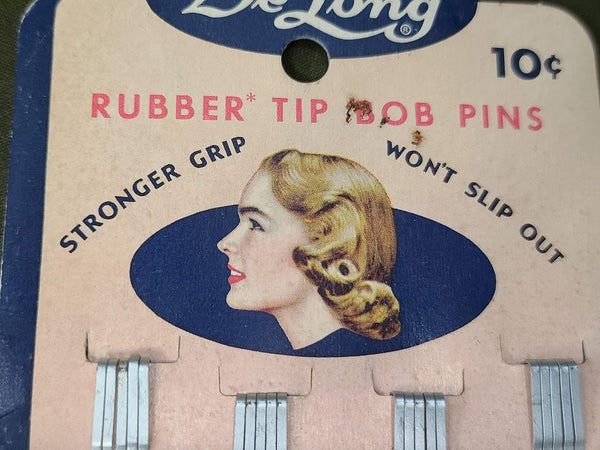 De Long®
10¢
RUBBER* TIP BOB PINS
STRONGER GRIP
WON'T SLIP OUT